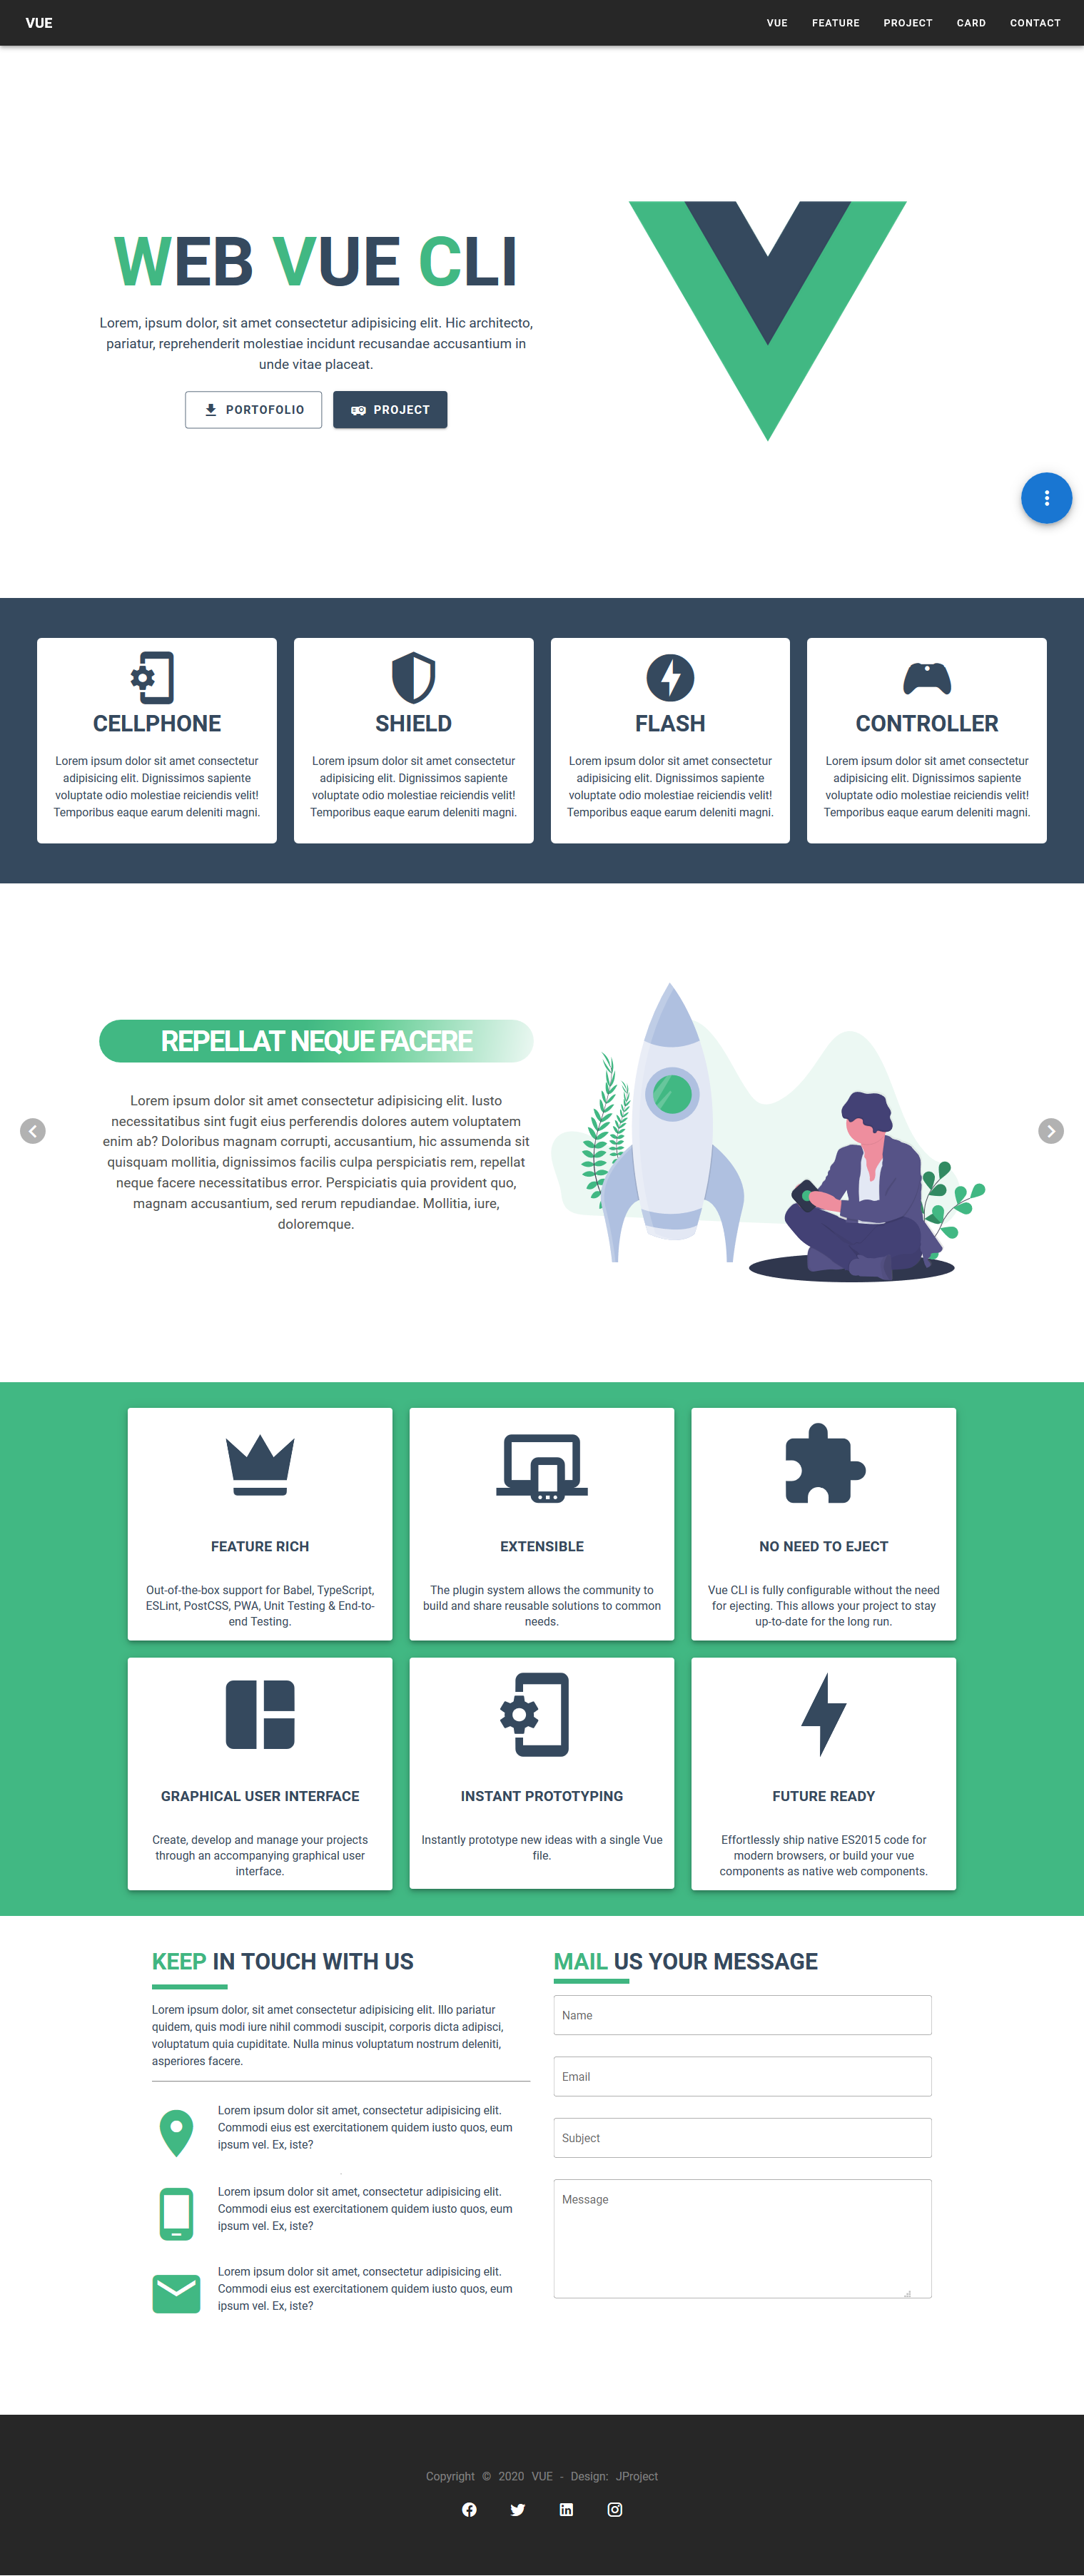 VUE
VUE FEATURE PROJECT CARD CONTACT
WEB VUE CLI
Lorem, ipsum dolor, sit amet consectetur adipisicing elit. Hic architecto,
pariatur, reprehenderit molestiae incidunt recusandae accusantium in
unde vitae placeat.
PORTOFOLIO
PROJECT
CELLPHONE
Lorem ipsum dolor sit amet consectetur
adipisicing elit. Dignissimos sapiente
voluptate odio molestiae reiciendis velit!
Temporibus eaque earum deleniti magni.
SHIELD
Lorem ipsum dolor sit amet consectetur
adipisicing elit. Dignissimos sapiente
voluptate odio molestiae reiciendis velit!
Temporibus eaque earum deleniti magni.
FLASH
Lorem ipsum dolor sit amet consectetur
adipisicing elit. Dignissimos sapiente
voluptate odio molestiae reiciendis velit!
Temporibus eaque earum deleniti magni.
CONTROLLER
Lorem ipsum dolor sit amet consectetur
adipisicing elit. Dignissimos sapiente
voluptate odio molestiae reiciendis velit!
Temporibus eaque earum deleniti magni.
REPELLAT NEQUE FACERE
Lorem ipsum dolor sit amet consectetur adipisicing elit. Iusto
necessitatibus sint fugit eius perferendis dolores autem voluptatem
enim ab? Doloribus magnam corrupti, accusantium, hic assumenda sit
quisquam mollitia, dignissimos facilis culpa perspiciatis rem, repellat
neque facere necessitatibus error. Perspiciatis quia provident quo,
magnam accusantium, sed rerum repudiandae. Mollitia, iure,
doloremque.
FEATURE RICH
Out-of-the-box support for Babel, TypeScript,
ESLint, PostCSS, PWA, Unit Testing & End-to-
end Testing.
EXTENSIBLE
The plugin system allows the community to
build and share reusable solutions to common
needs.
NO NEED TO EJECT
Vue CLI is fully configurable without the need
for ejecting. This allows your project to stay
up-to-date for the long run.
GRAPHICAL USER INTERFACE
Create, develop and manage your projects
through an accompanying graphical user
interface.
INSTANT PROTOTYPING
Instantly prototype new ideas with a single Vue
file.
FUTURE READY
Effortlessly ship native ES2015 code for
modern browsers, or build your vue
components as native web components.
KEEP IN TOUCH WITH US
Lorem ipsum dolor, sit amet consectetur adipisicing elit. Illo pariatur
quidem, quis modi iure nihil commodi suscipit, corporis dicta adipisci,
voluptatum quia cupiditate. Nulla minus voluptatum nostrum deleniti,
asperiores facere.
Lorem ipsum dolor sit amet, consectetur adipisicing elit.
Commodi eius est exercitationem quidem iusto quos, eum
ipsum vel. Ex, iste?
Lorem ipsum dolor sit amet, consectetur adipisicing elit.
Commodi eius est exercitationem quidem iusto quos, eum
ipsum vel. Ex, iste?
Lorem ipsum dolor sit amet, consectetur adipisicing elit.
Commodi eius est exercitationem quidem iusto quos, eum
ipsum vel. Ex, iste?
MAIL US YOUR MESSAGE
Name
Email
Subject
Message
Copyright © 2020 VUE - Design: JProject